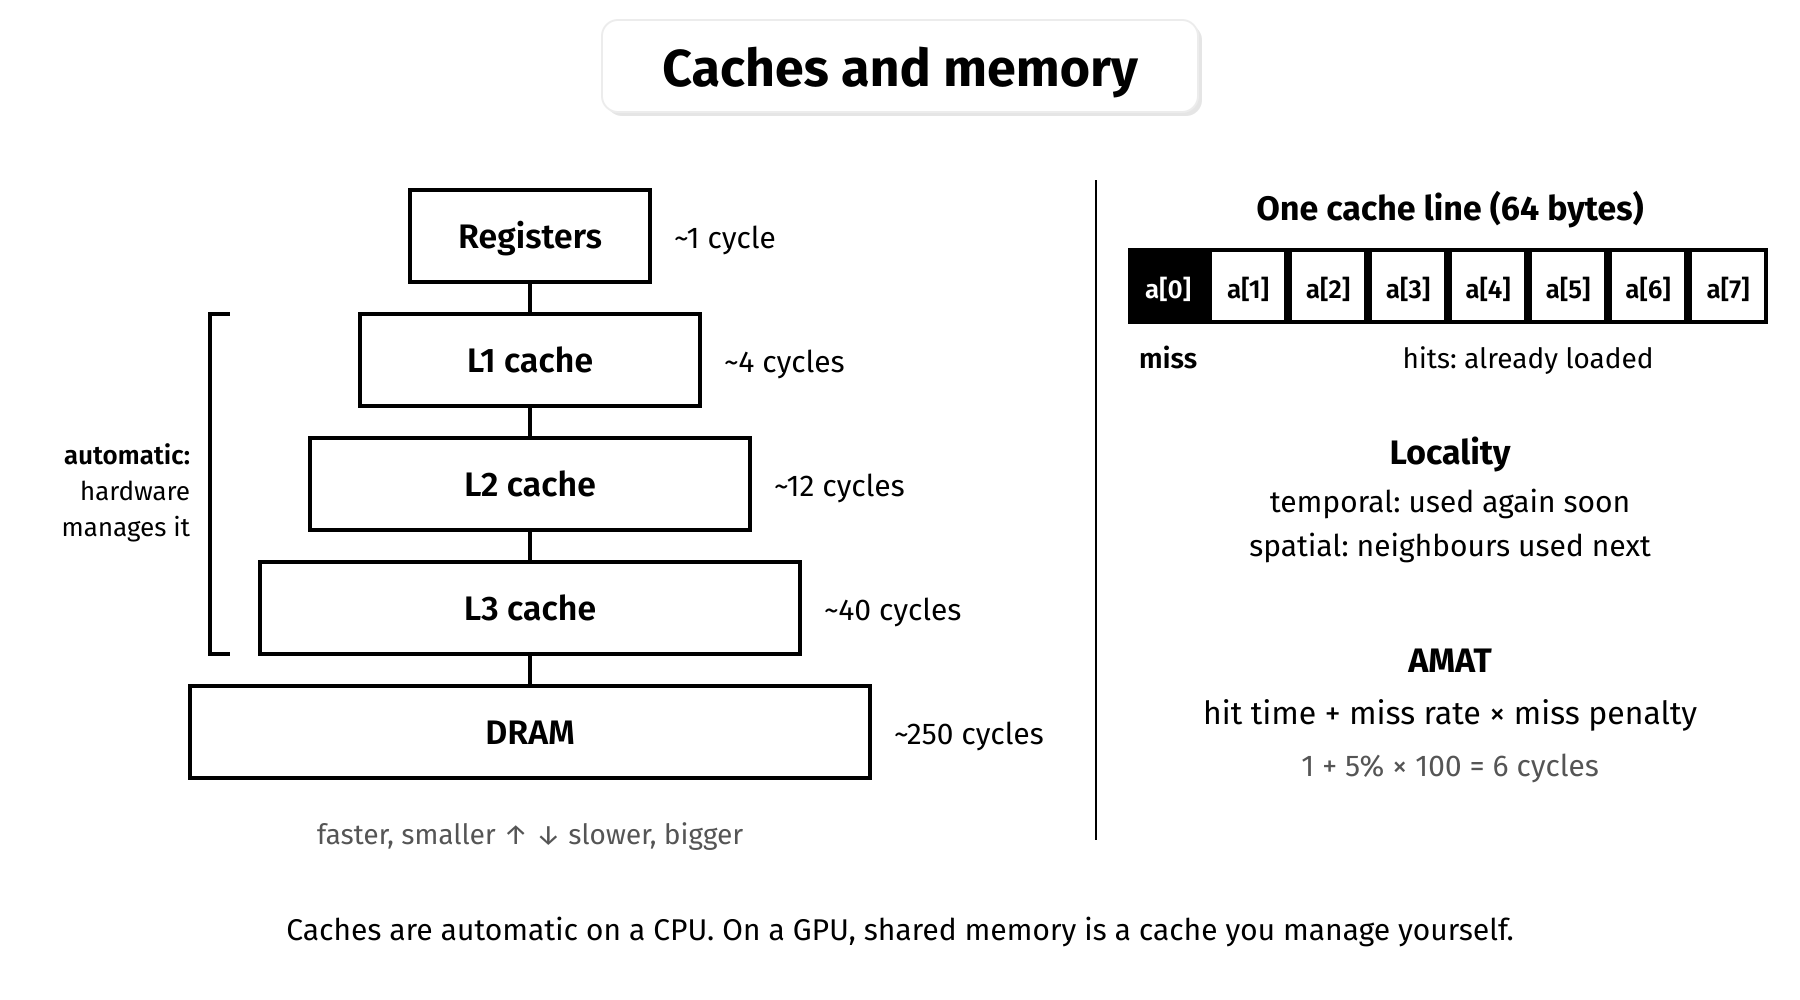 Caches and memory
Registers
~1 cycle
L1 cache
~4 cycles
L2 cache
~12 cycles
L3 cache
~40 cycles
DRAM
~250 cycles
automatic:
hardware
manages it
faster, smaller ↑ ↓ slower, bigger
One cache line (64 bytes)
a[0] a[1] a[2] a[3] a[4] a[5] a[6] a[7]
miss
hits: already loaded
Locality
temporal: used again soon
spatial: neighbours used next
AMAT
hit time + miss rate × miss penalty
1 + 5% × 100 = 6 cycles
Caches are automatic on a CPU. On a GPU, shared memory is a cache you manage yourself.